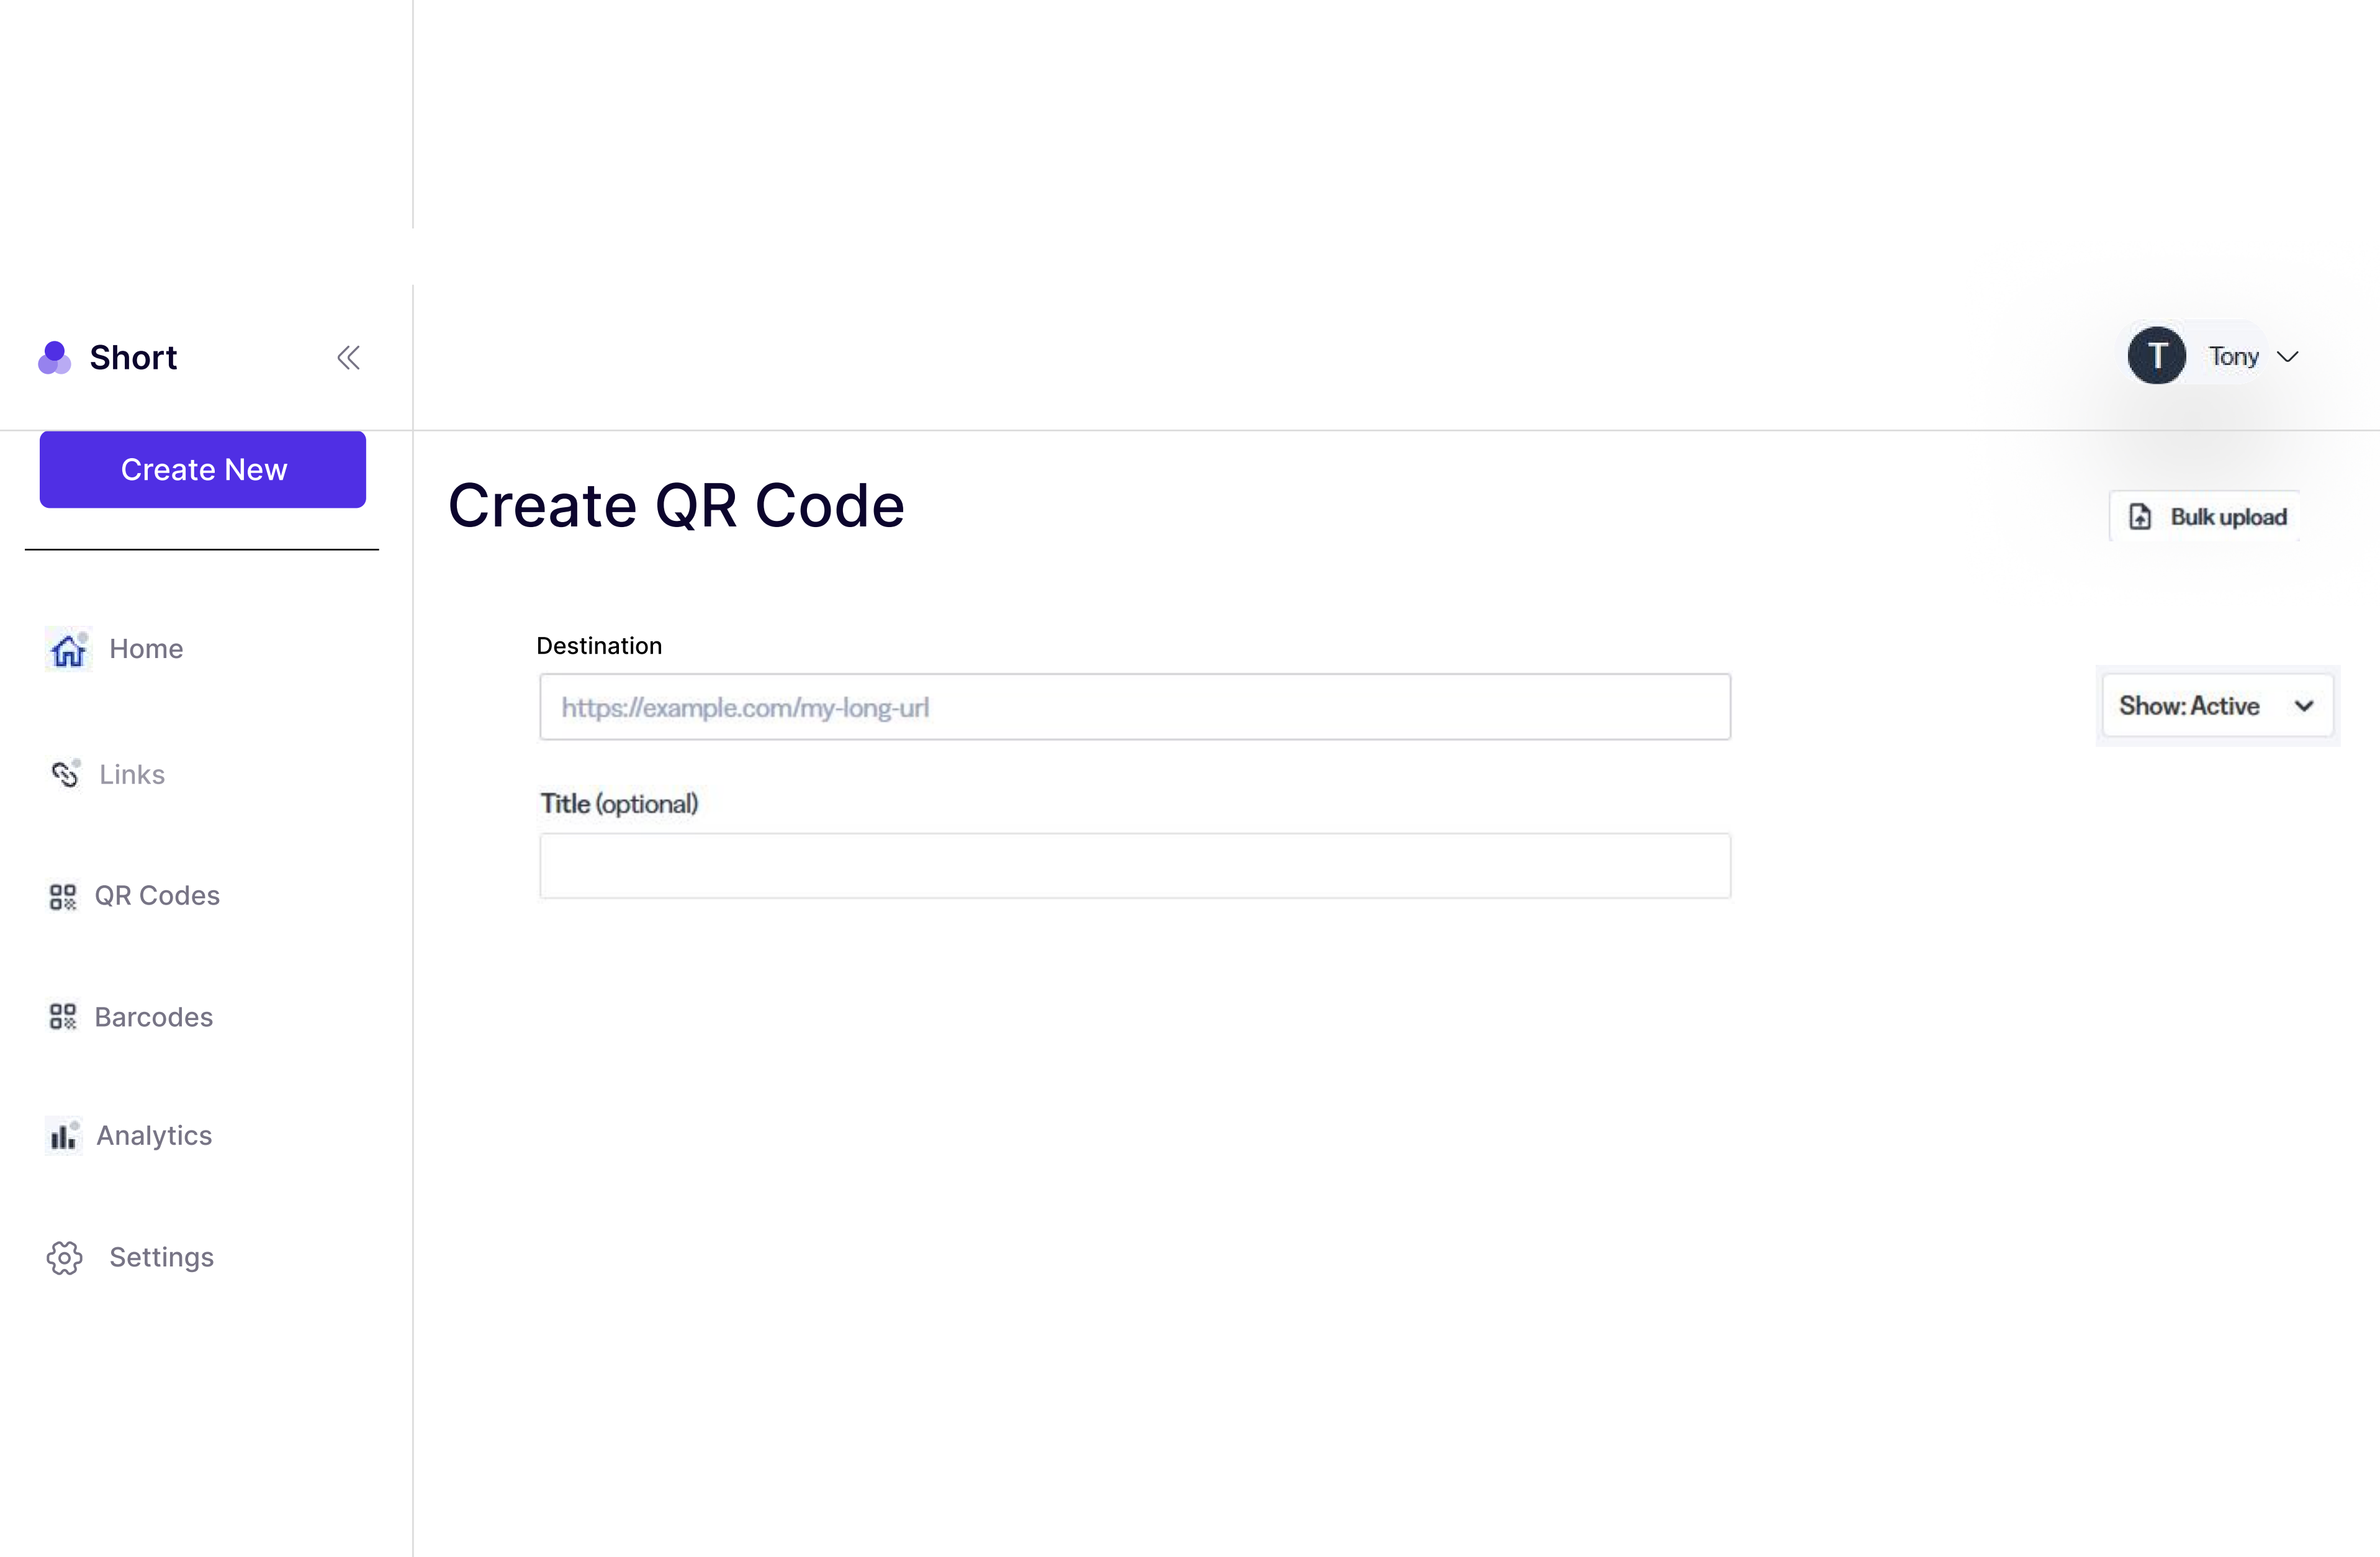 Short
T Tony
Create New
Create QR Code
Bulk upload
Home
Destination
https://example.com/my-long-url
Show: Active
Links
Title (optional)
QR Codes
Barcodes
Analytics
Settings